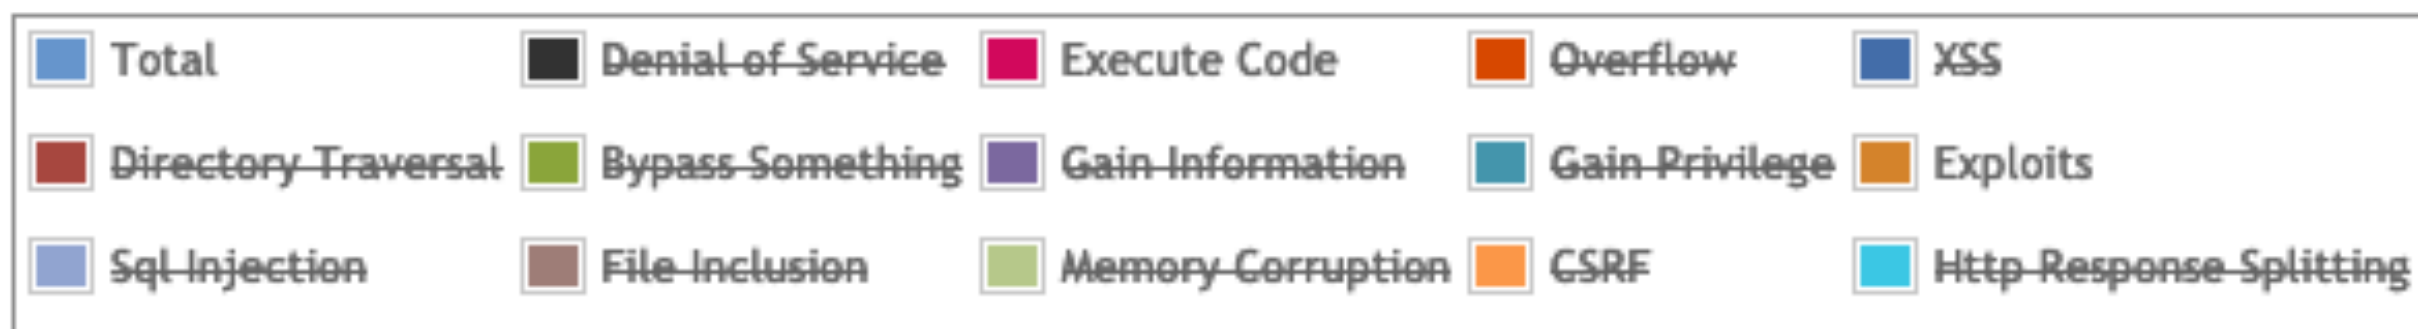 Total Denial of Service Execute Code Overflow XSS
Directory Traversal Bypass Something Gain Information Gain Privilege Exploits
Sql Injection File Inclusion Memory Corruption CSRF Http Response Splitting